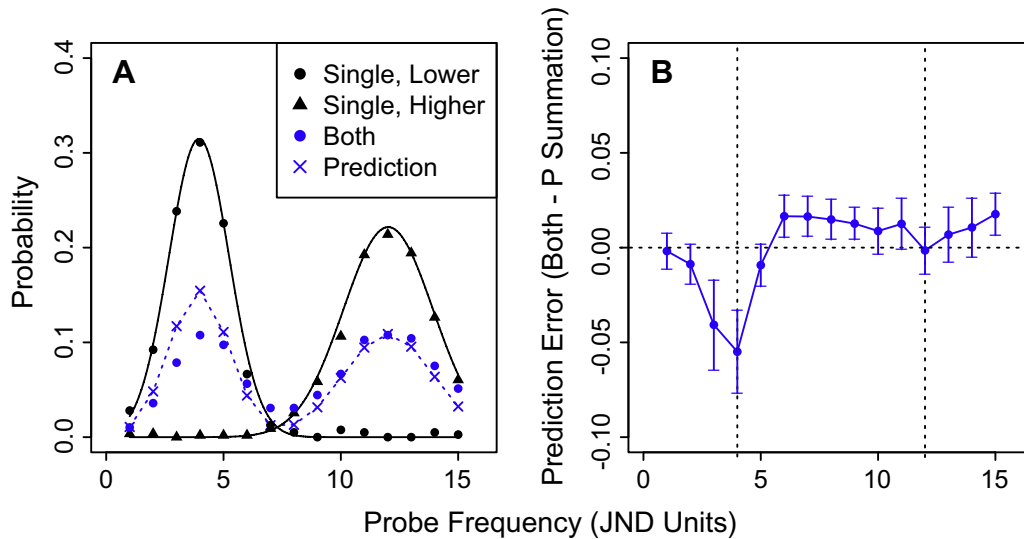 A
Single, Lower
Single, Higher
Both
Prediction
Probability
0.0
0.1
0.2
0.3
0.4
0
5
10
15
B
Prediction Error (Both - P Summation)
-0.10
-0.05
0.00
0.05
0.10
0
5
10
15
Probe Frequency (JND Units)